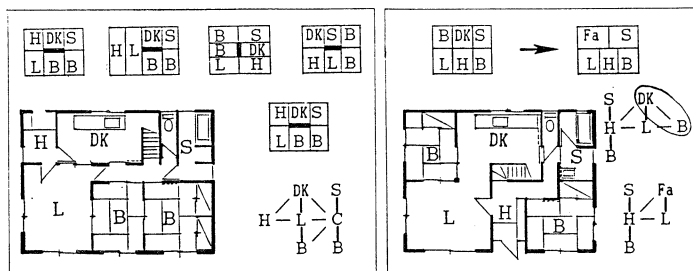 H DK S
L B B
H L DK S
B B
B S
B DK
L H
DK S B
H L B
H DK S
L B B
H DK S
L B B
DK S
H L C
B B
B DK S
L H B
Fa S
L H B
B DK S
L H B
S DK
H L B
B
S Fa
H L
B